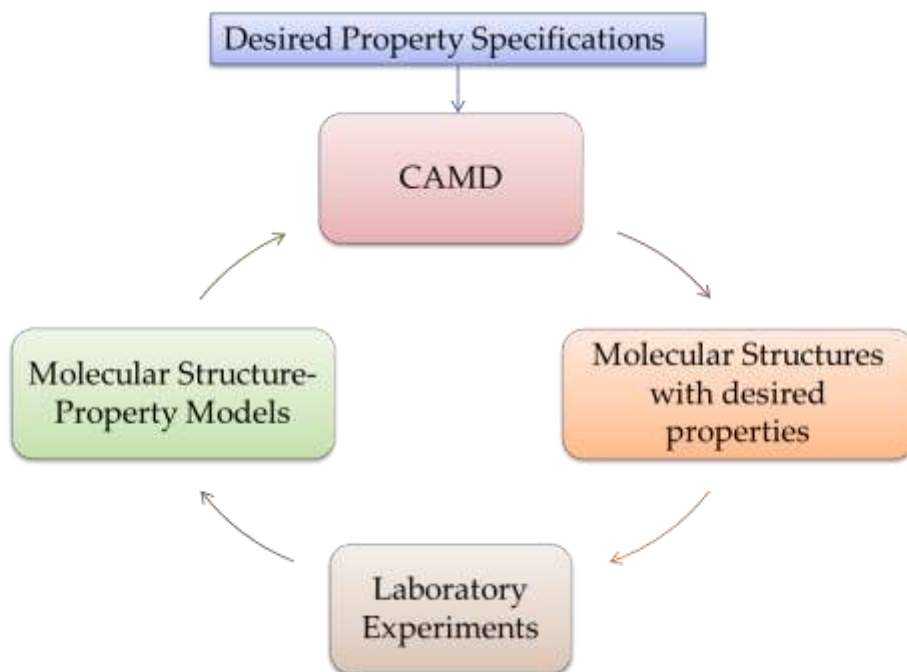 Desired Property Specifications
CAMD
Molecular Structure-
Property Models
Molecular Structures
with desired
properties
Laboratory
Experiments